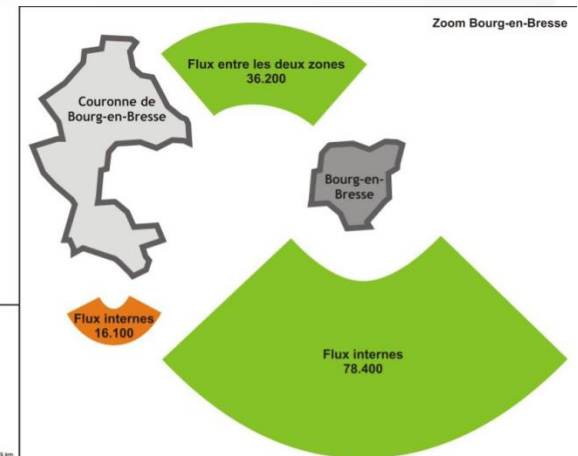 Zoom Bourg-en-Bresse
Flux entre les deux zones
36.200
Couronne de
Bourg-en-Bresse
Bourg-en-
Bresse
Flux internes
16.100
Flux internes
78.400